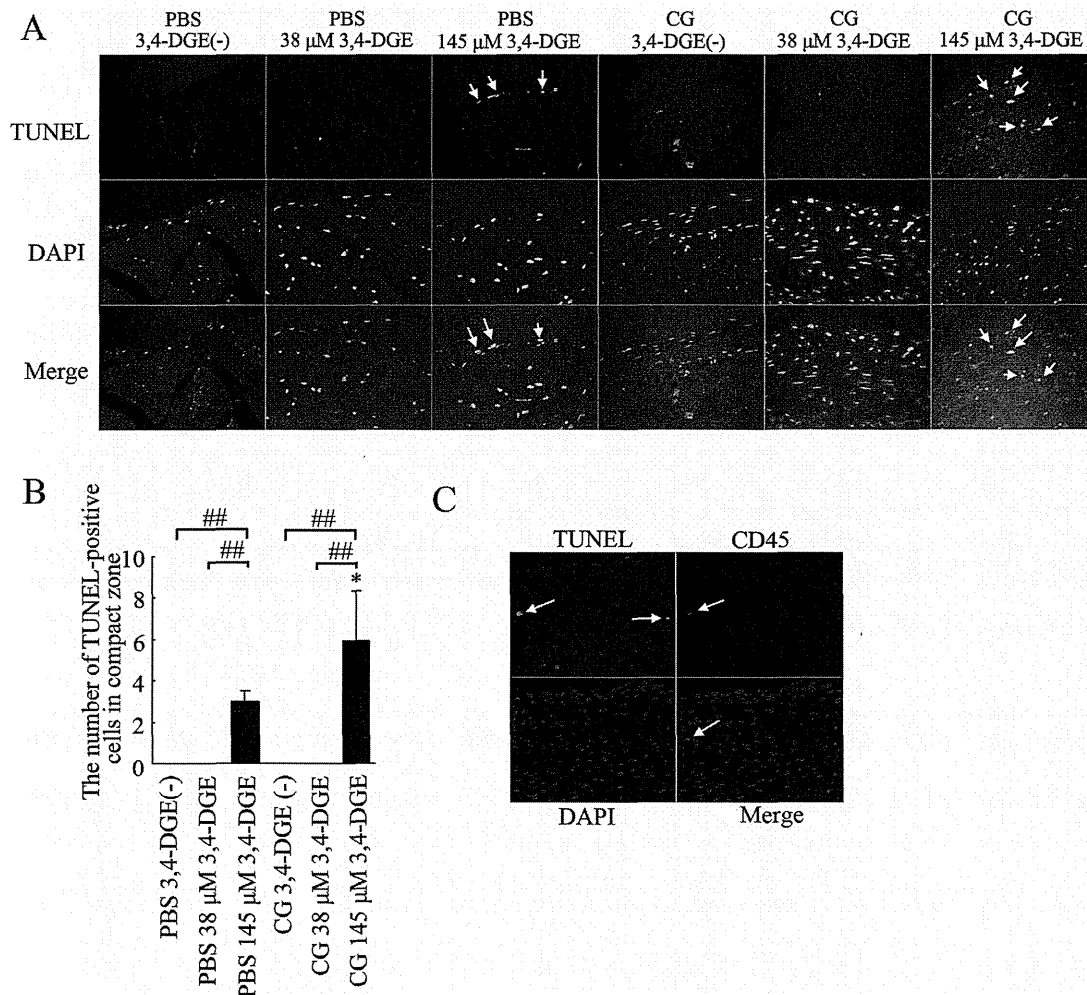 A
PBS
3,4-DGE(-)
PBS
38 μM 3,4-DGE
PBS
145 μM 3,4-DGE
CG
3,4-DGE(-)
CG
38 μM 3,4-DGE
CG
145 μM 3,4-DGE
TUNEL
DAPI
Merge
B
The number of TUNEL-positive
cells in compact zone
##
##
##
##
*
10
8
6
4
2
0
PBS 3,4-DGE(-)
PBS 38 μM 3,4-DGE
PBS 145 μM 3,4-DGE
CG 3,4-DGE (-)
CG 38 μM 3,4-DGE
CG 145 μM 3,4-DGE
C
TUNEL
CD45
DAPI
Merge